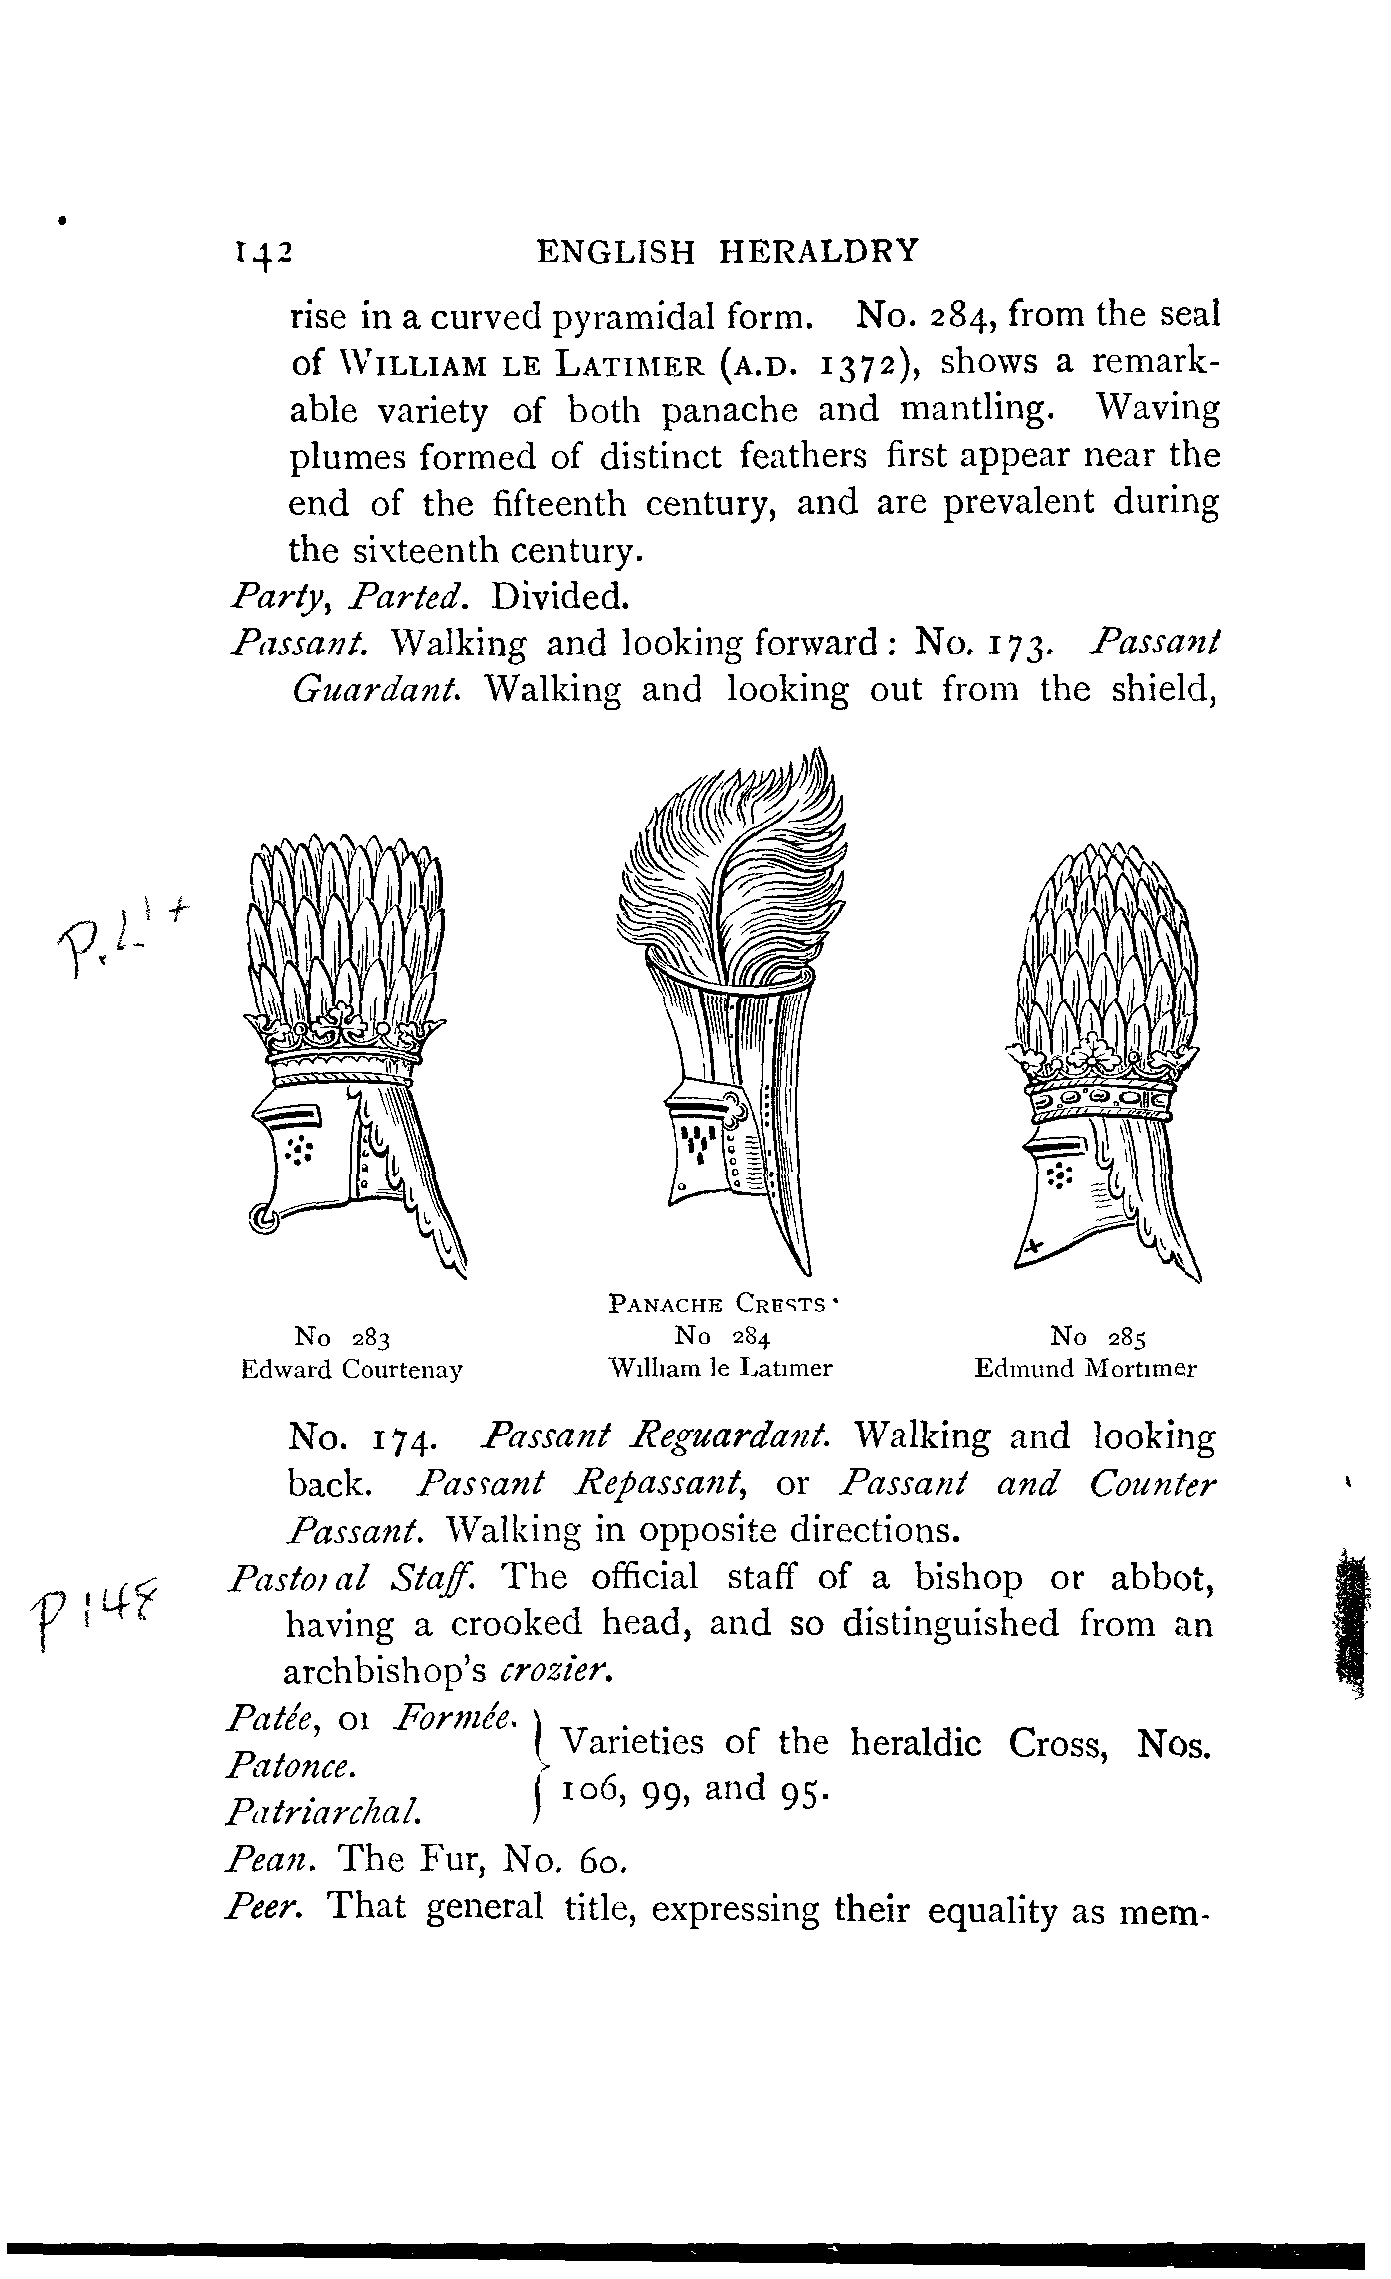 142 ENGLISH HERALDRY
rise in a curved pyramidal form. No. 284, from the seal
of WILLIAM LE LATIMER (A.D. 1372), shows a remark-
able variety of both panache and mantling. Waving
plumes formed of distinct feathers first appear near the
end of the fifteenth century, and are prevalent during
the sixteenth century.
Party, Parted. Divided.
Passant. Walking and looking forward: No. 173. Passant
Guardant. Walking and looking out from the shield,
PANACHE CRESTS
No 283 No 284 No 285
Edward Courtenay William le Latimer Edmund Mortimer
No. 174. Passant Reguardant. Walking and looking
back. Passant Repassant, or Passant and Counter
Passant. Walking in opposite directions.
Pastoral Staff. The official staff of a bishop or abbot,
P 148
having a crooked head, and so distinguished from an
archbishop's crozier.
Patée, or Formée.
Patonce.
Patriarchal.
Varieties of the heraldic Cross, Nos.
106, 99, and 95.
Pean. The Fur, No. 60.
Peer. That general title, expressing their equality as mem-